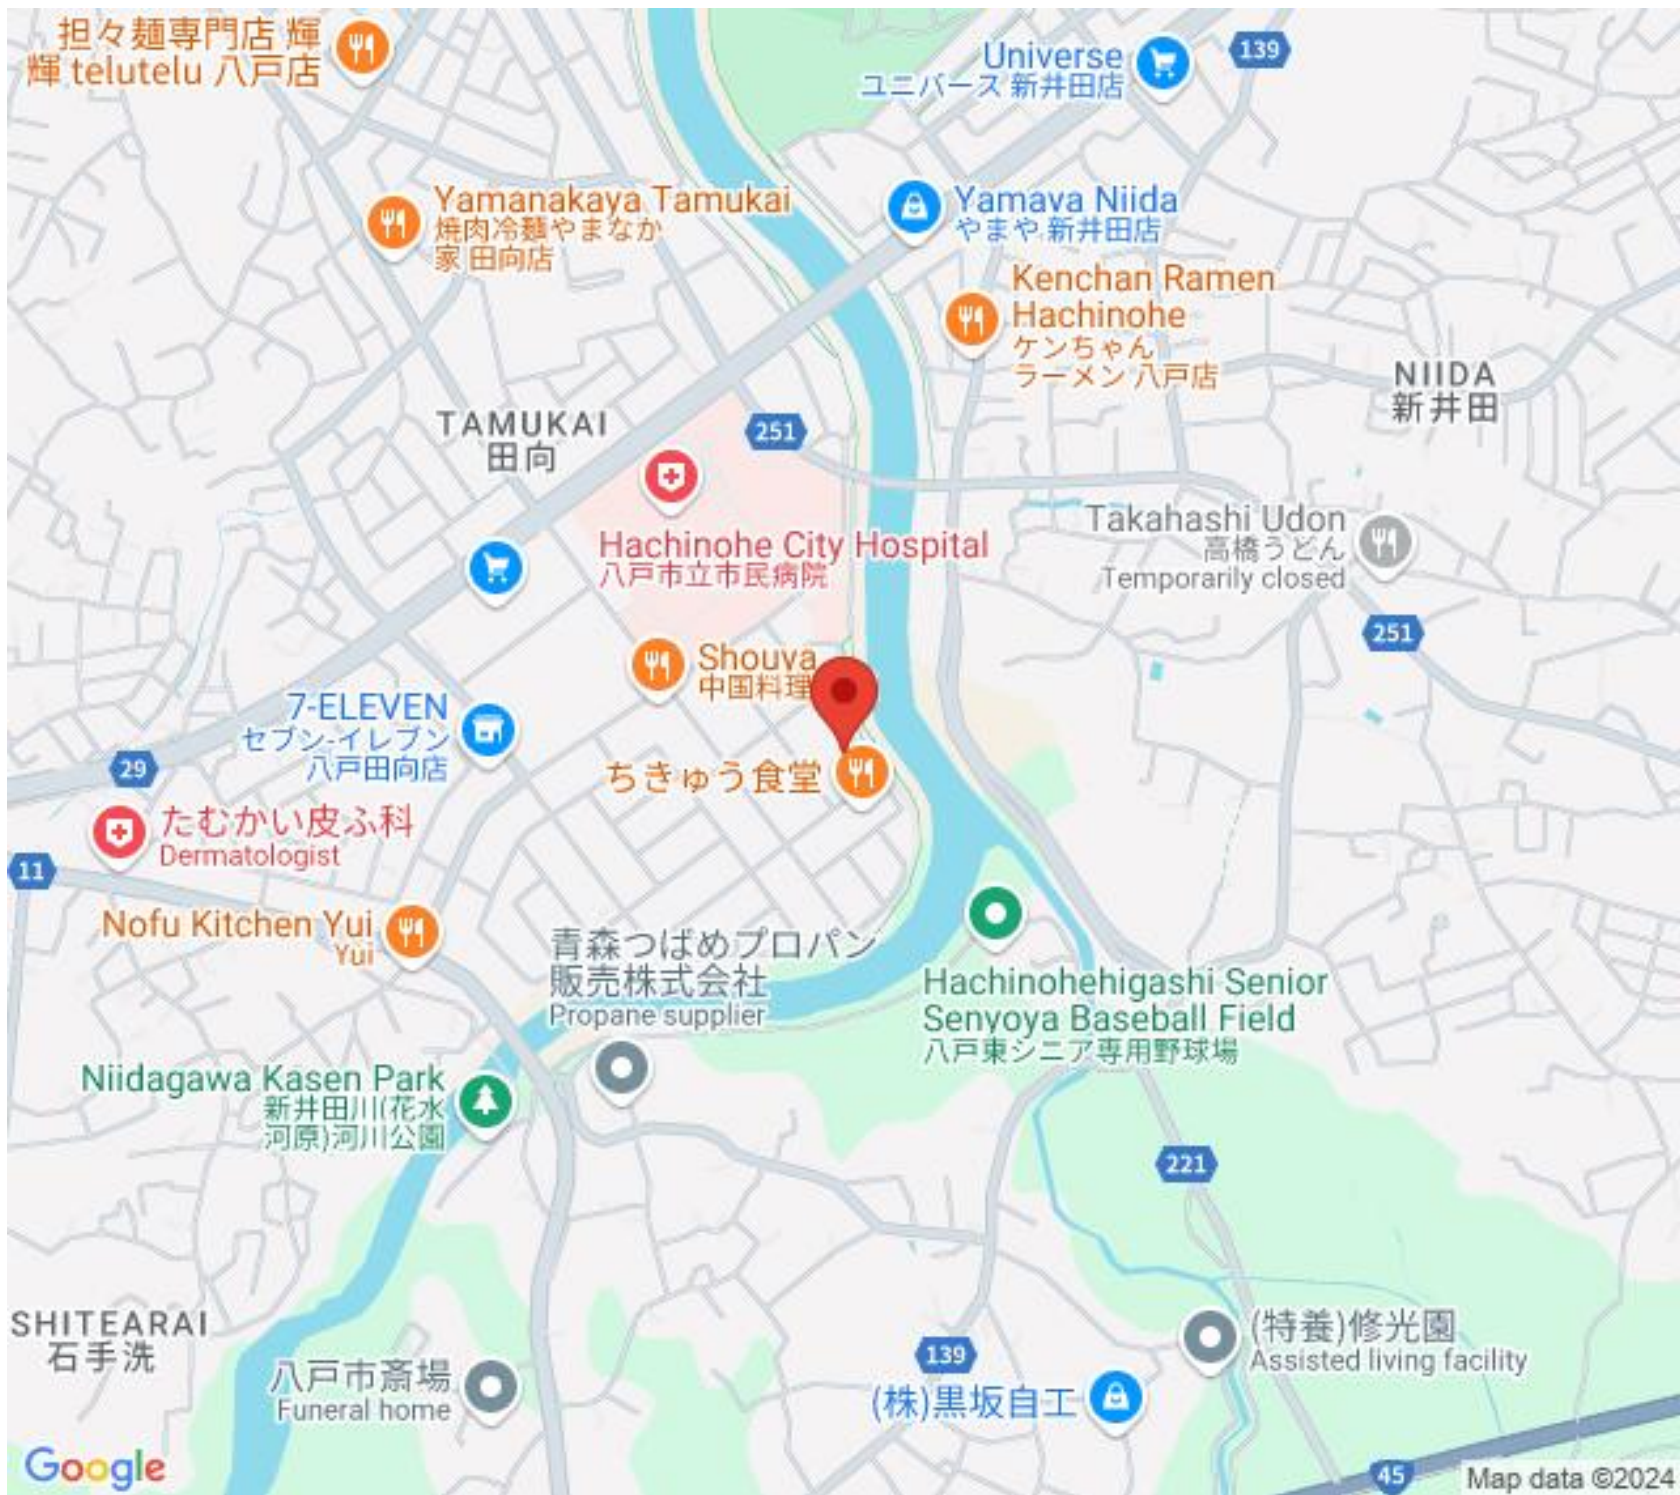 担々麺専門店 輝
輝 telutelu 八戸店
Universe
ユニバース 新井田店
139
Yamanakaya Tamukai
焼肉冷麺やまなか
家 田向店
Yamaya Niida
やまや 新井田店
Kenchan Ramen
Hachinohe
ケンちゃん
ラーメン 八戸店
NIIDA
新井田
TAMUKAI
田向
251
Hachinohe City Hospital
八戸市立市民病院
Takahashi Udon
高橋うどん
Temporarily closed
251
Shouya
中国料理
7-ELEVEN
セブン-イレブン
八戸田向店
29
ちきゅう食堂
たむかい皮ふ科
Dermatologist
11
Nofu Kitchen Yui
Yui
青森つばめプロパン
販売株式会社
Propane supplier
Hachinohehigashi Senior
Senyoya Baseball Field
八戸東シニア専用野球場
Niidagawa Kasen Park
新井田川(花水
河原)河川公園
221
SHITEARAI
石手洗
八戸市斎場
Funeral home
139
(特養)修光園
Assisted living facility
(株)黒坂自工
45
Google
Map data ©2024